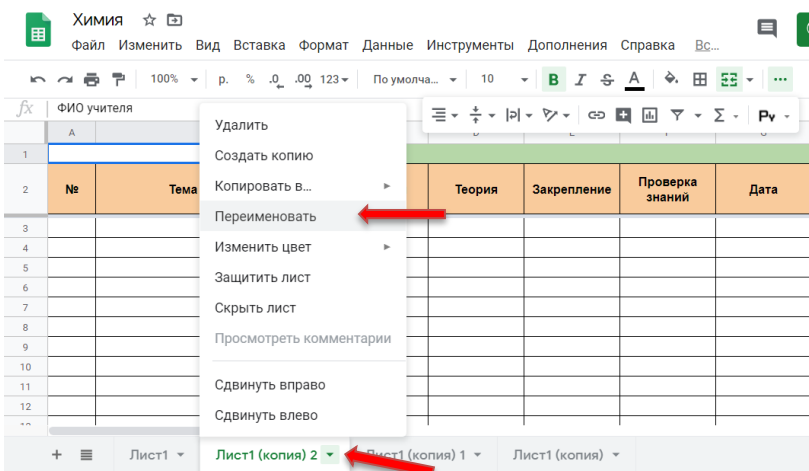 Химия
Файл Изменить Вид Вставка Формат Данные Инструменты Дополнения Справка Вс...
100% р. % .0 .00 123 По умолча... 10 B I S A ...
fx ФИО учителя
Σ Ру
A
1
2 № Тема Теория Закрепление Проверка знаний Дата
3
4
5
6
7
8
9
10
11
12
Удалить
Создать копию
Копировать в...
Переименовать
Изменить цвет
Защитить лист
Скрыть лист
Просмотреть комментарии
Сдвинуть вправо
Сдвинуть влево
+ Лист1 Лист1 (копия) 2 Лист1 (копия) 1 Лист1 (копия)